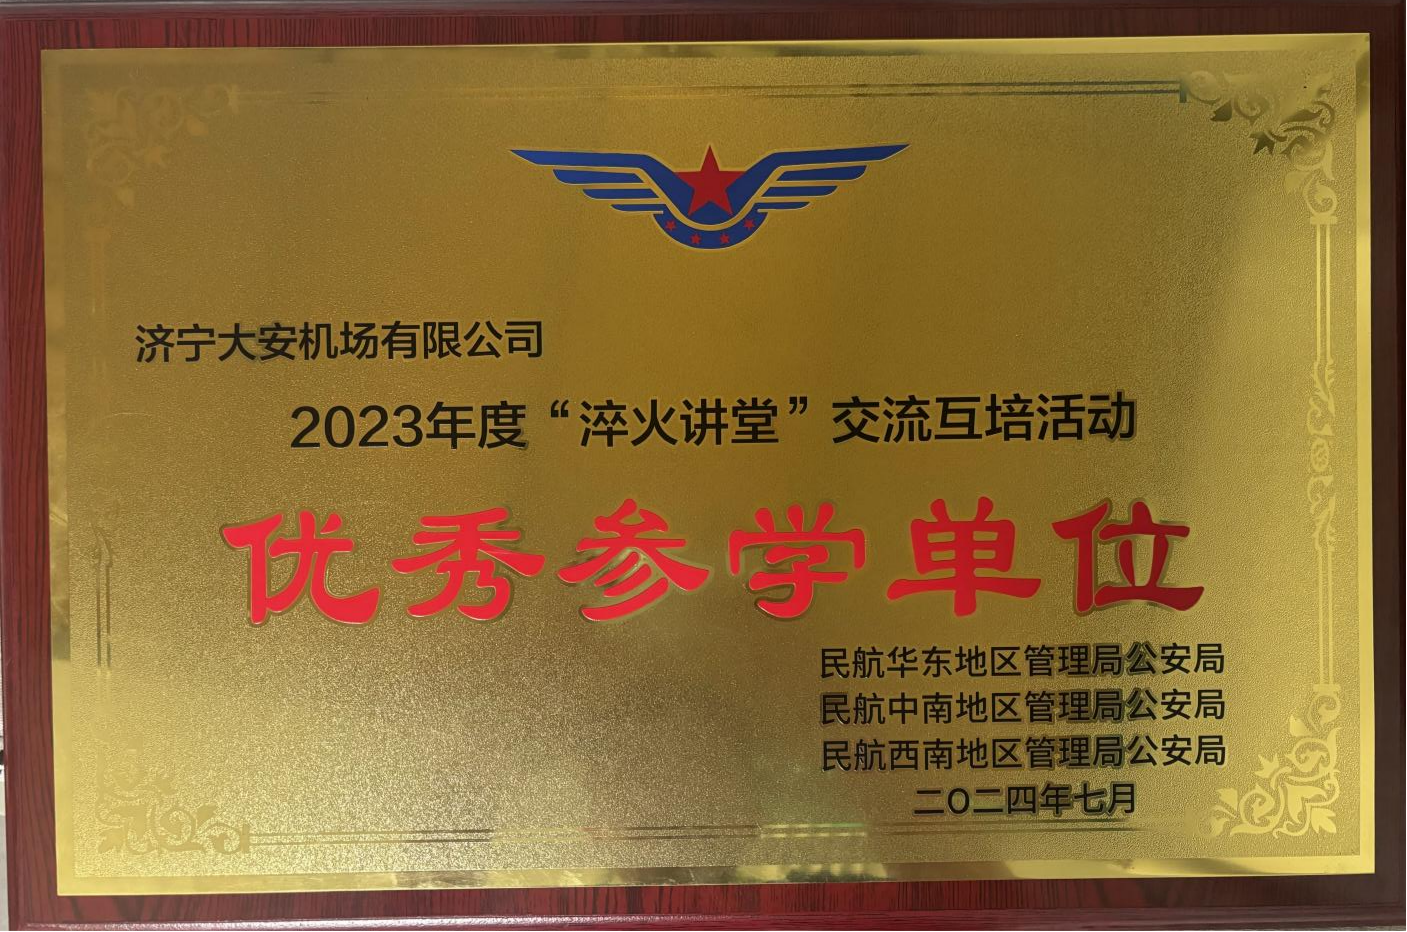 济宁大安机场有限公司
2023年度“淬火讲堂”交流互培活动
优秀参学单位
民航华东地区管理局公安局
民航中南地区管理局公安局
民航西南地区管理局公安局
二〇二四年七月